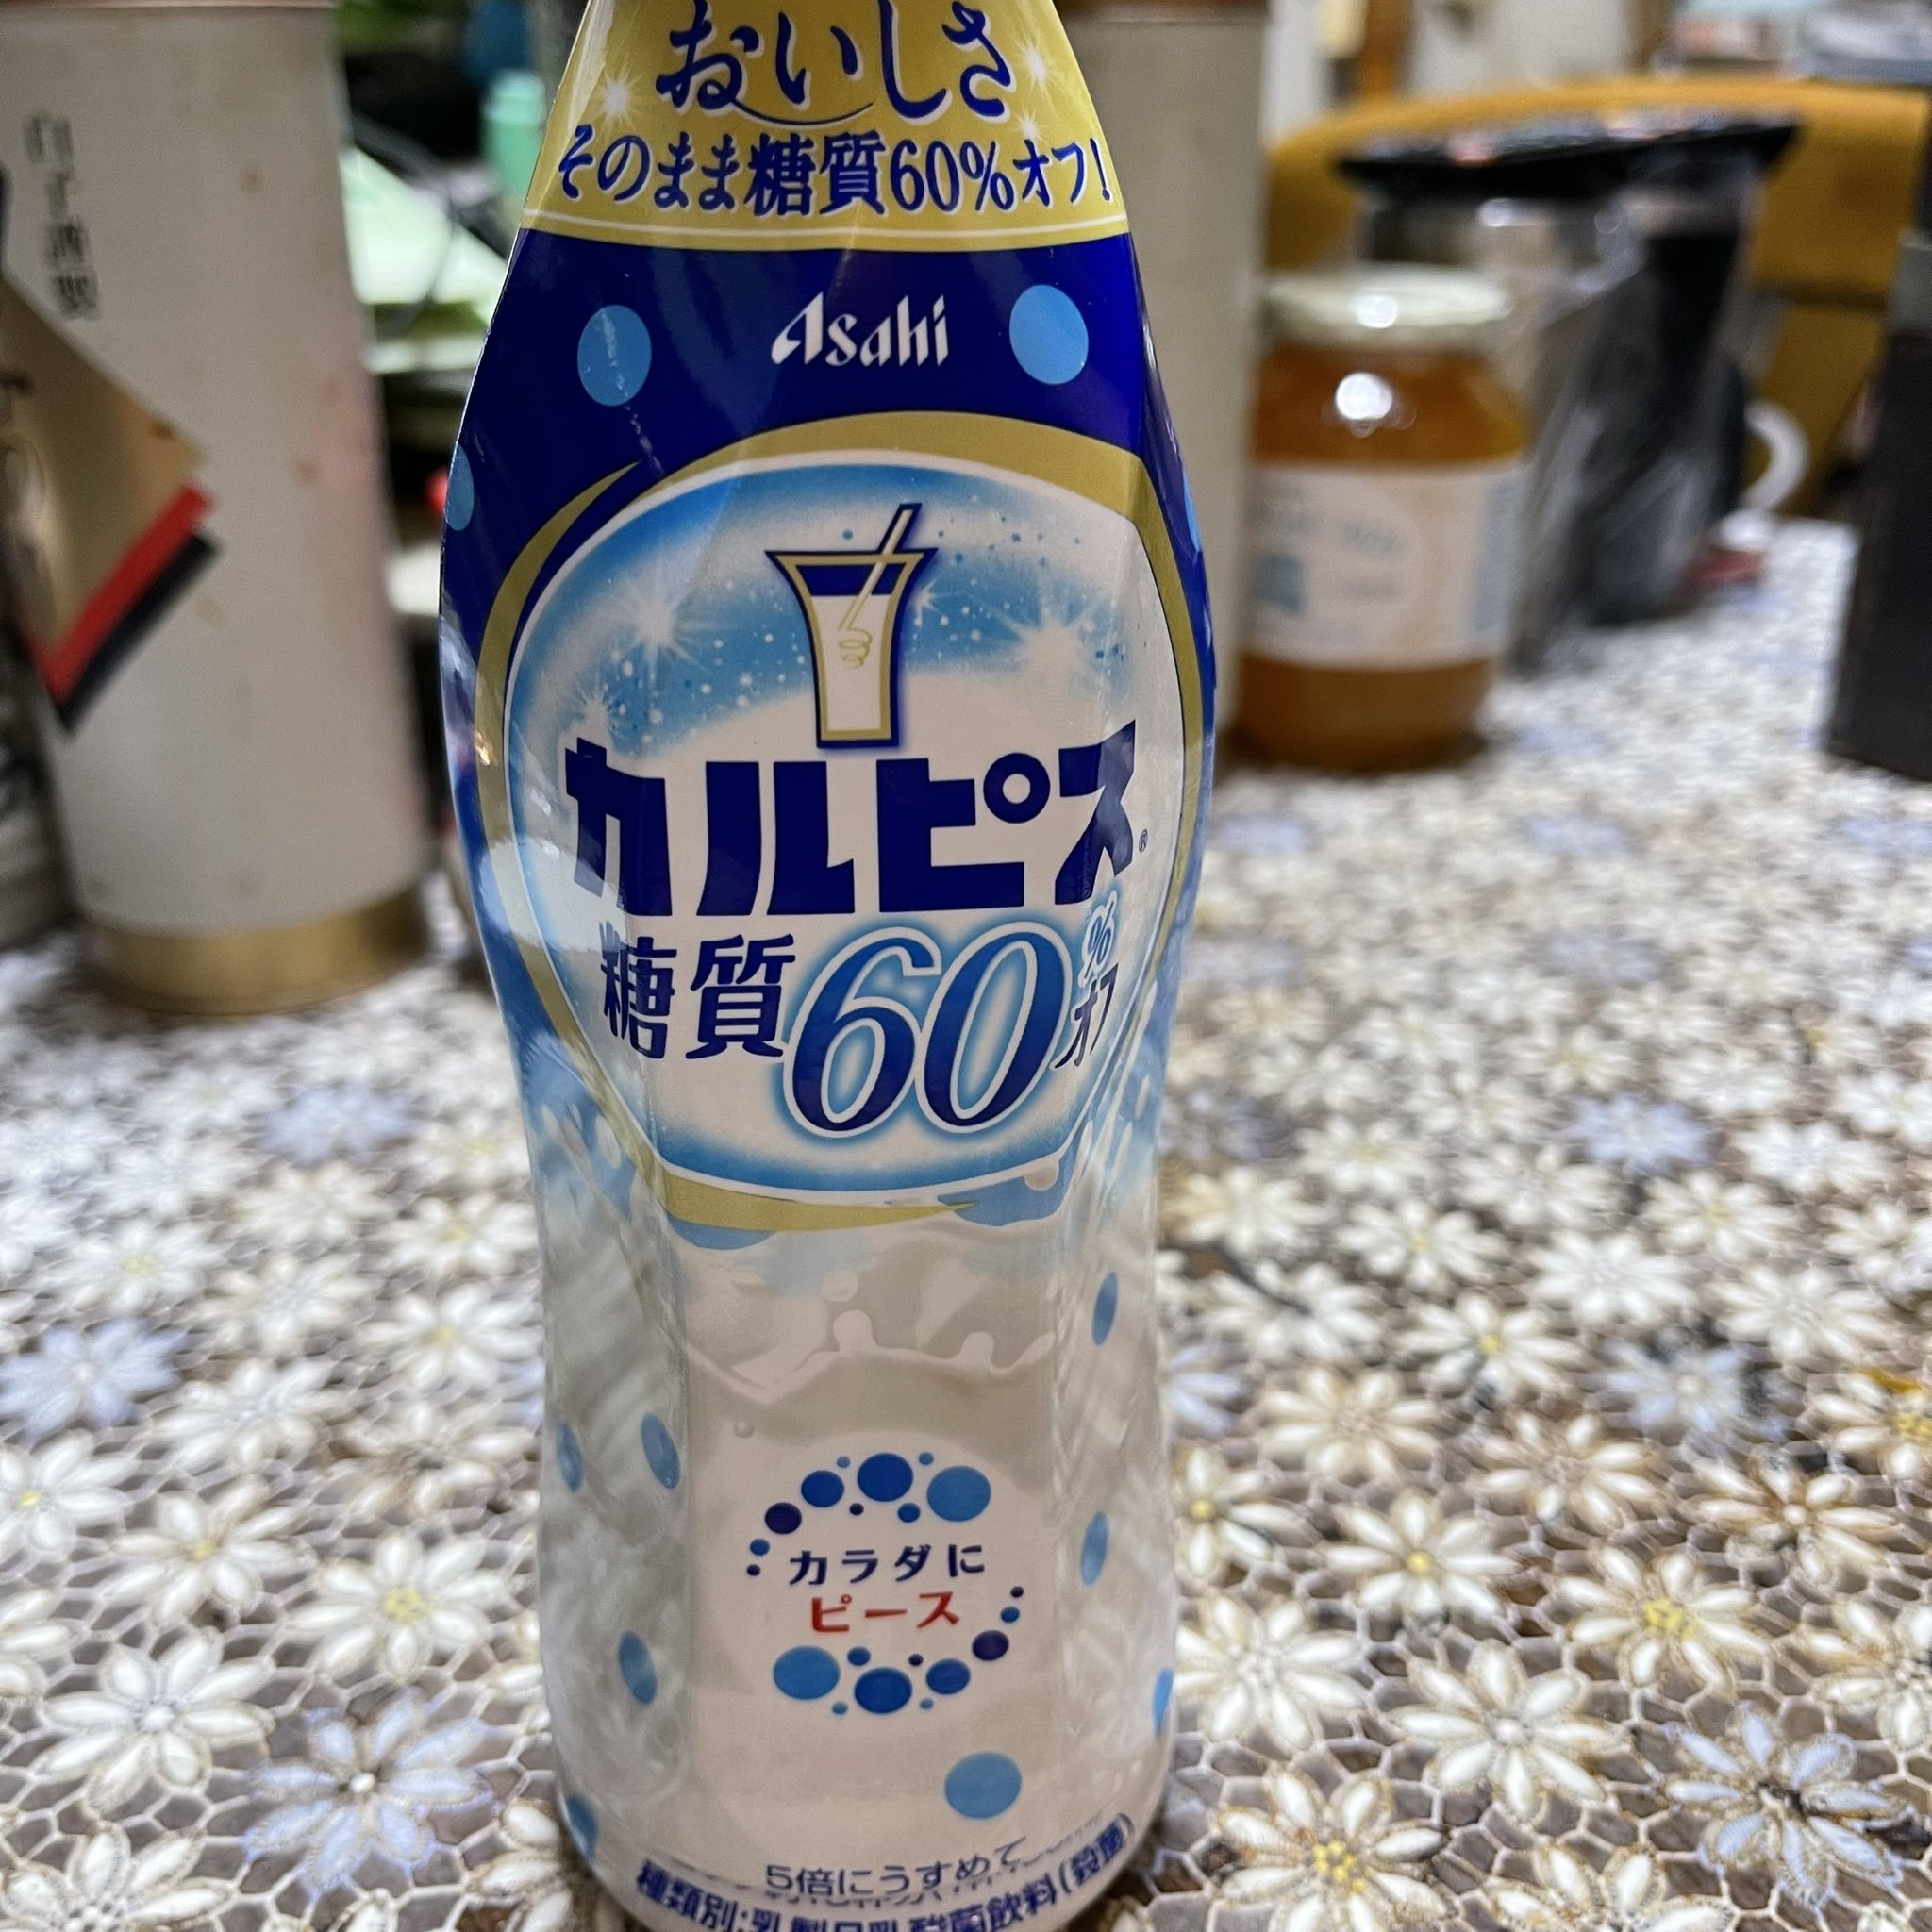 おいしさ
そのまま糖質60%オフ!
Asahi
カルピス®
糖質60%オフ
カラダに
ピース
5倍にうすめて
種類別:乳製品乳酸菌飲料(殺菌)